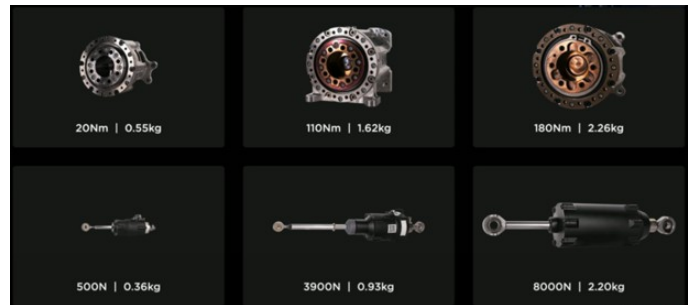 20Nm | 0.55kg
110Nm | 1.62kg
180Nm | 2.26kg
500N | 0.36kg
3900N | 0.93kg
8000N | 2.20kg